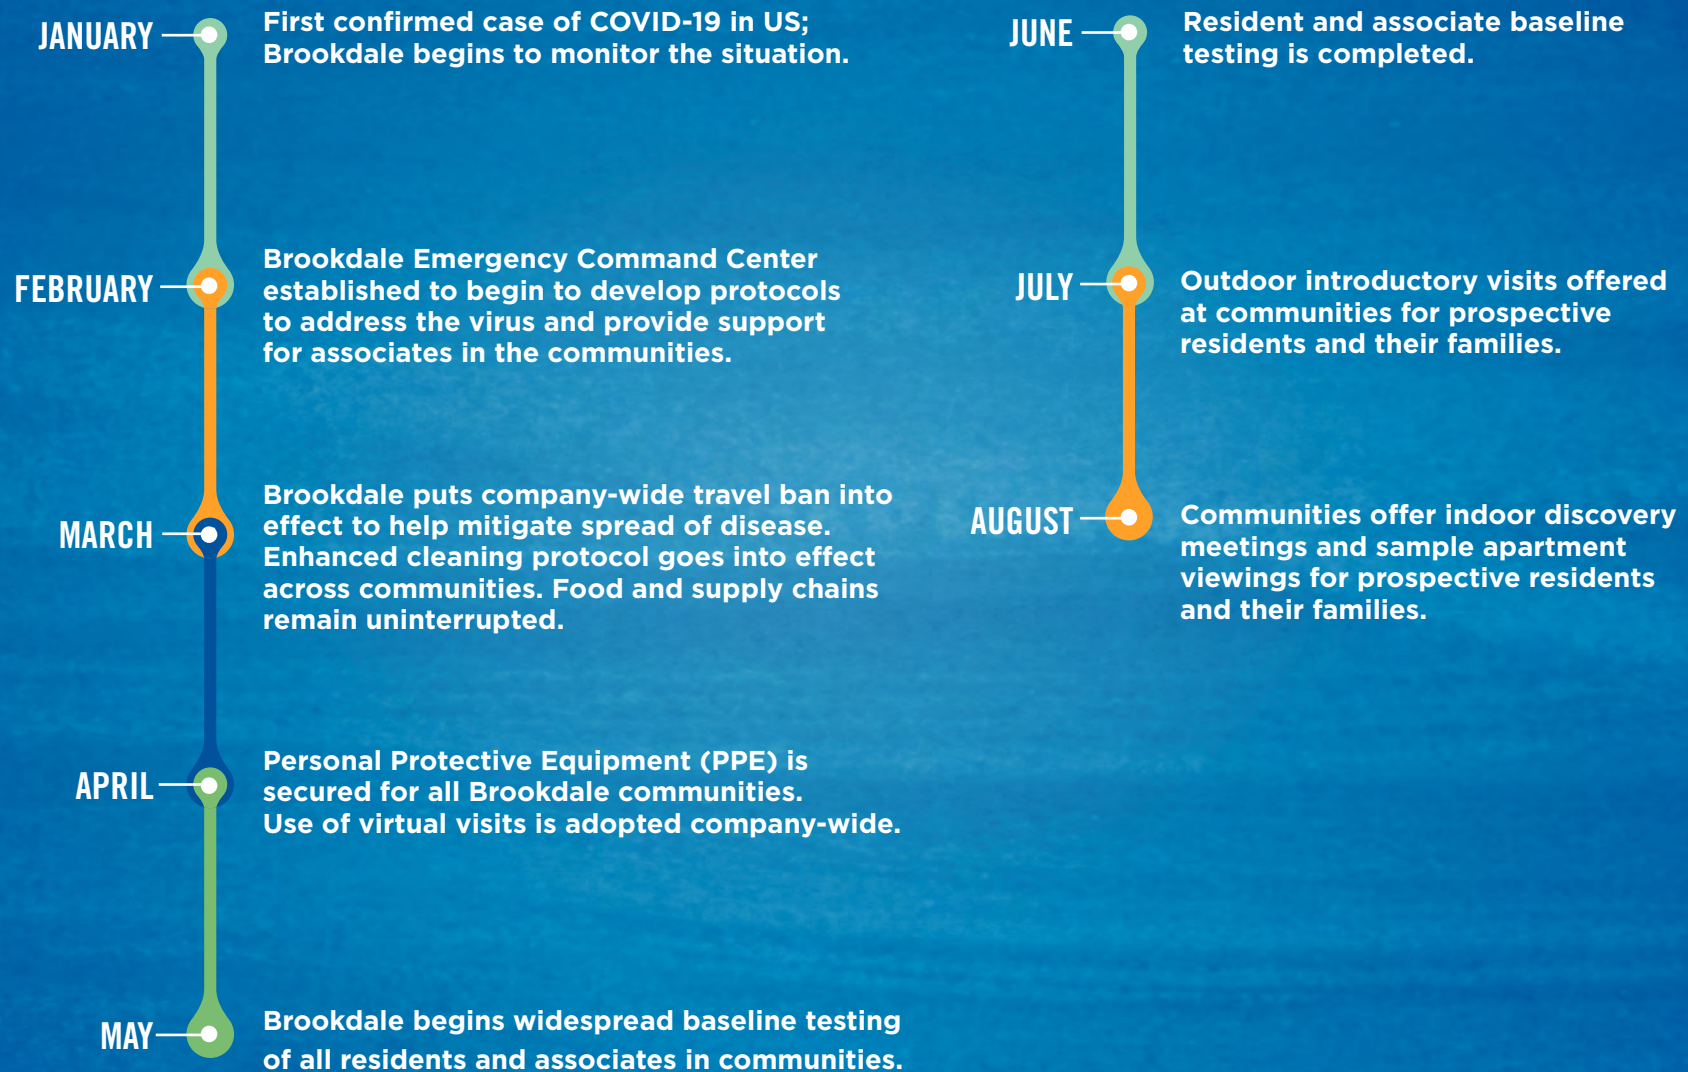 JANUARY
First confirmed case of COVID-19 in US;
Brookdale begins to monitor the situation.
FEBRUARY
Brookdale Emergency Command Center
established to begin to develop protocols
to address the virus and provide support
for associates in the communities.
MARCH
Brookdale puts company-wide travel ban into
effect to help mitigate spread of disease.
Enhanced cleaning protocol goes into effect
across communities. Food and supply chains
remain uninterrupted.
APRIL
Personal Protective Equipment (PPE) is
secured for all Brookdale communities.
Use of virtual visits is adopted company-wide.
MAY
Brookdale begins widespread baseline testing
of all residents and associates in communities.
JUNE
Resident and associate baseline
testing is completed.
JULY
Outdoor introductory visits offered
at communities for prospective
residents and their families.
AUGUST
Communities offer indoor discovery
meetings and sample apartment
viewings for prospective residents
and their families.